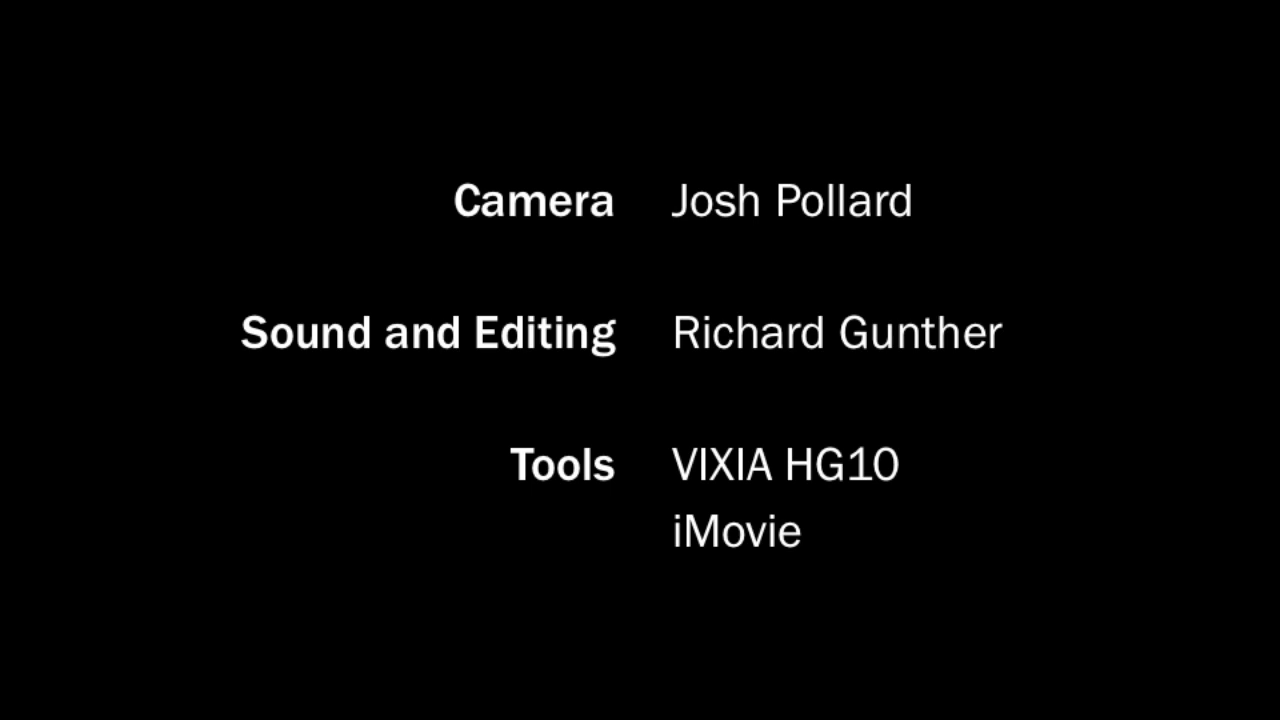 Camera Josh Pollard
Sound and Editing Richard Gunther
Tools VIXIA HG10
iMovie